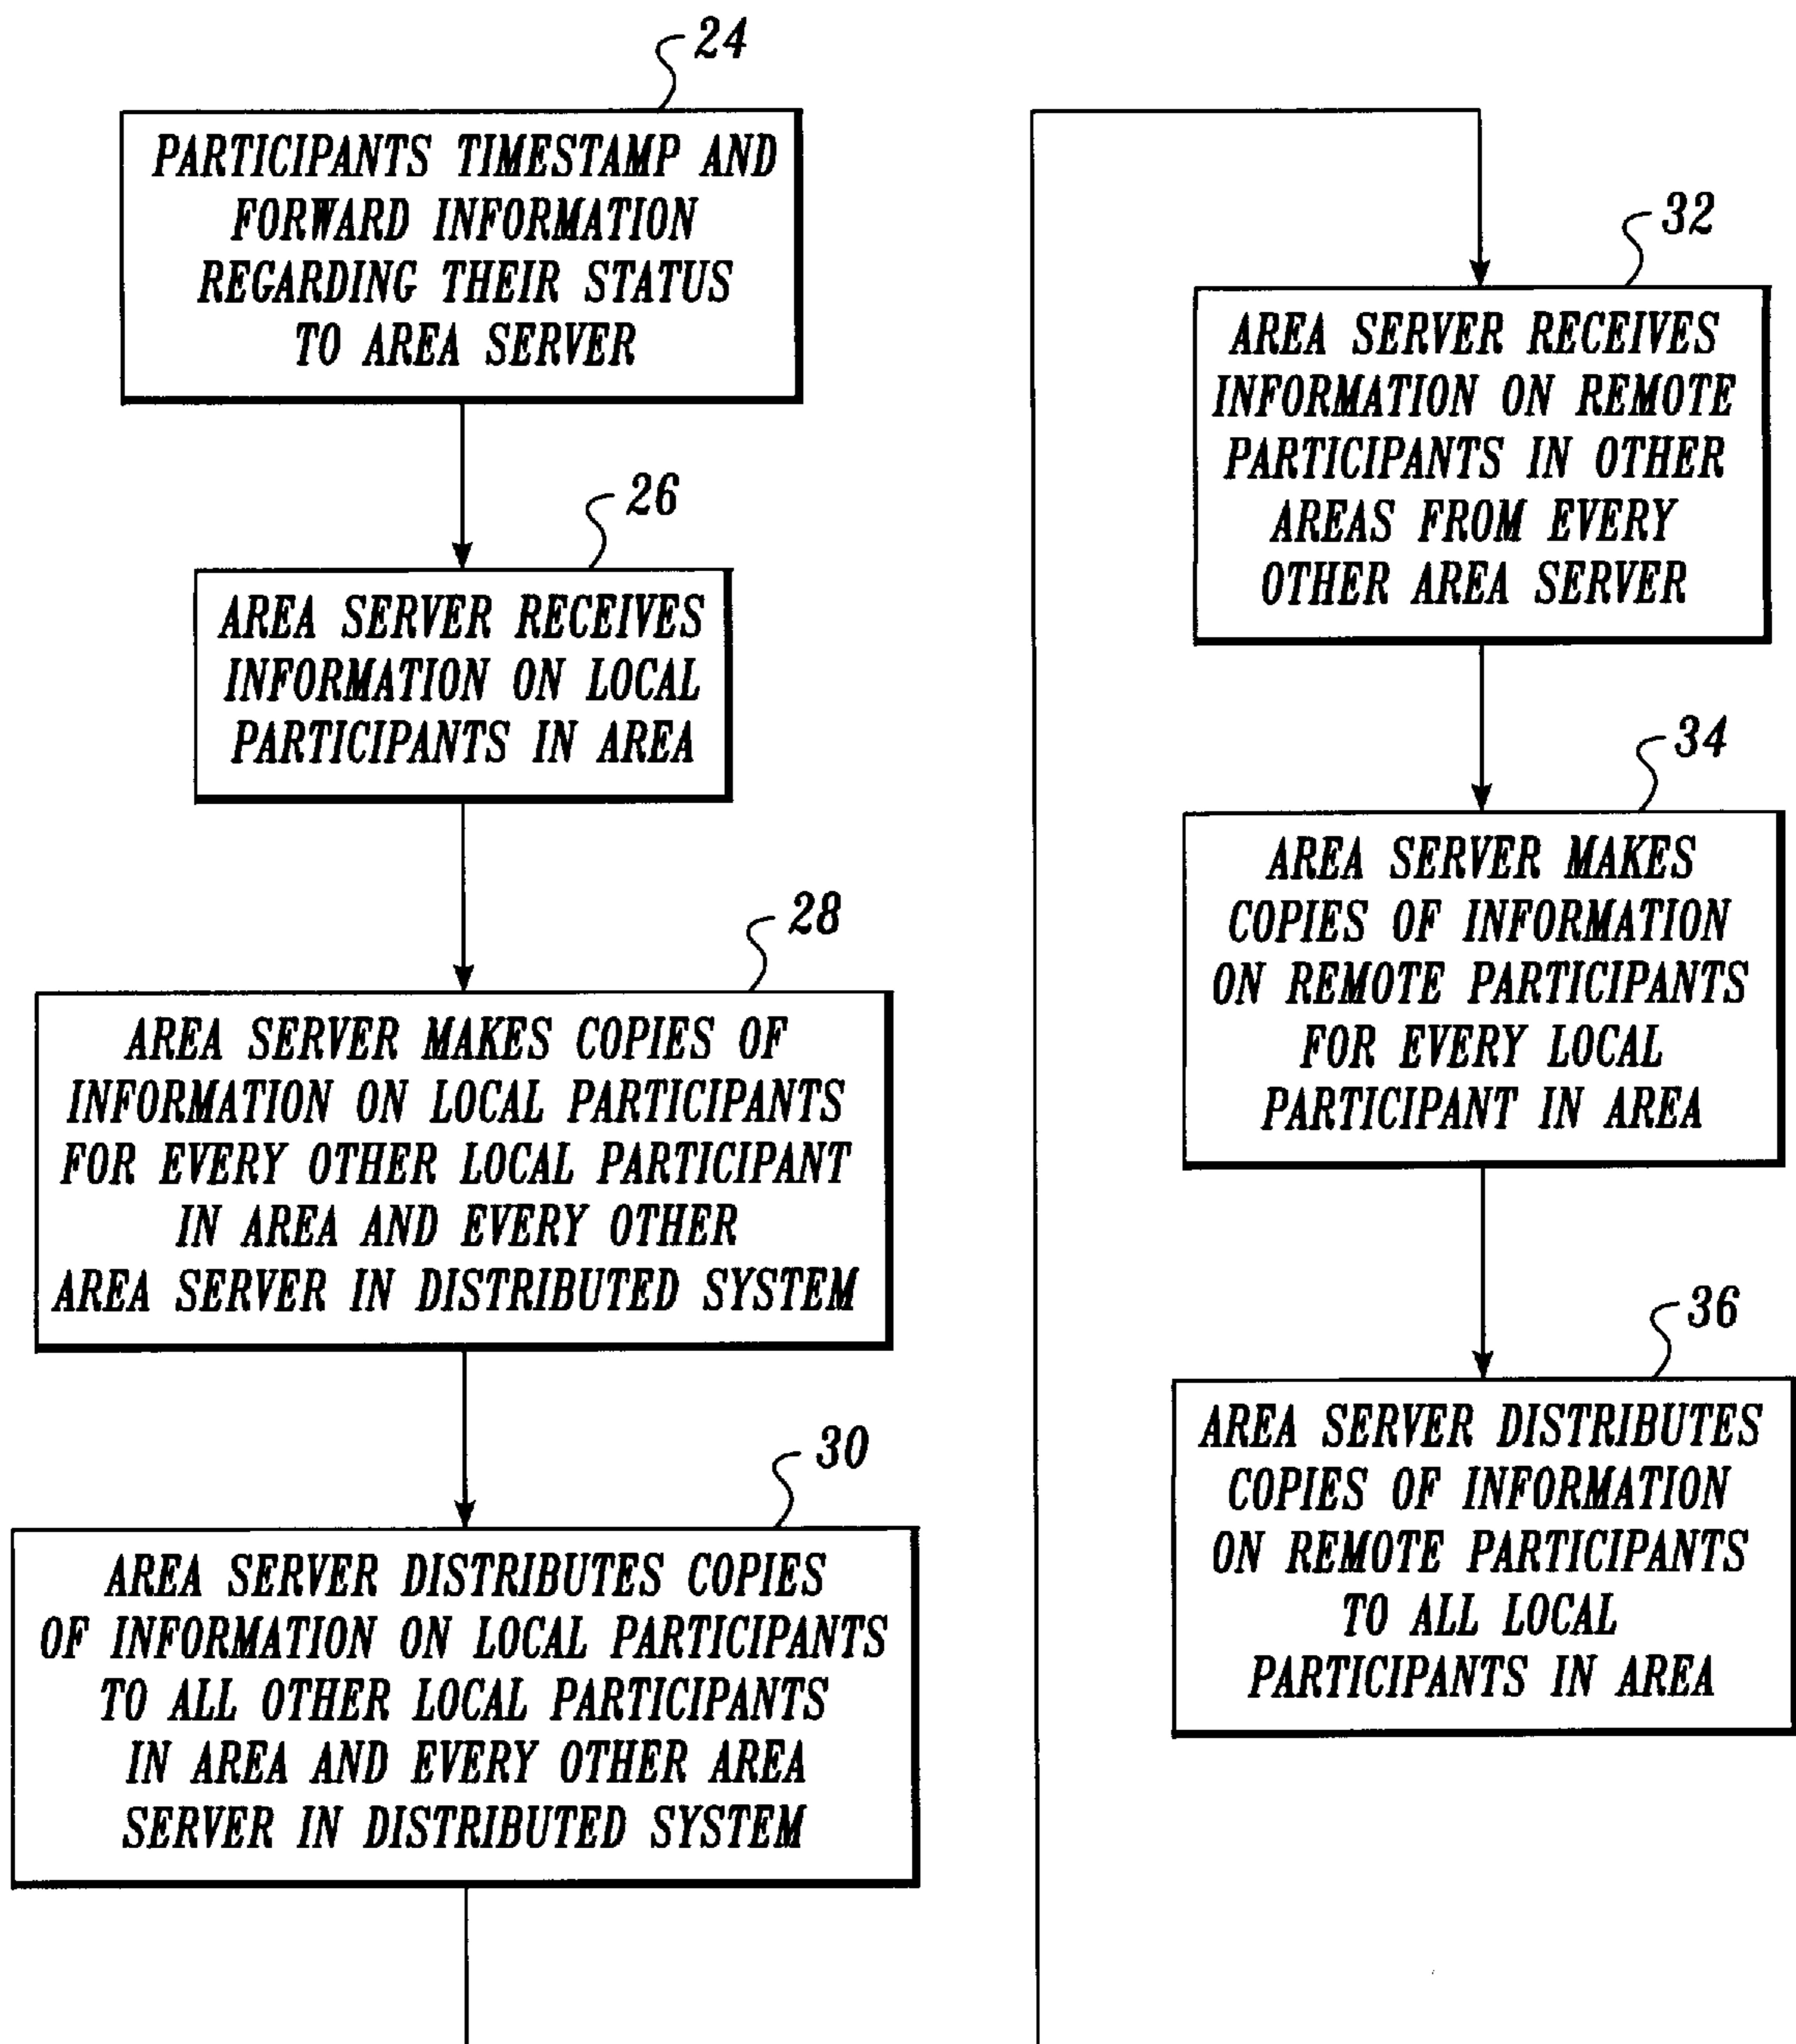 24
PARTICIPANTS TIMESTAMP AND
FORWARD INFORMATION
REGARDING THEIR STATUS
TO AREA SERVER
26
AREA SERVER RECEIVES
INFORMATION ON LOCAL
PARTICIPANTS IN AREA
28
AREA SERVER MAKES COPIES OF
INFORMATION ON LOCAL PARTICIPANTS
FOR EVERY OTHER LOCAL PARTICIPANT
IN AREA AND EVERY OTHER
AREA SERVER IN DISTRIBUTED SYSTEM
30
AREA SERVER DISTRIBUTES COPIES
OF INFORMATION ON LOCAL PARTICIPANTS
TO ALL OTHER LOCAL PARTICIPANTS
IN AREA AND EVERY OTHER AREA
SERVER IN DISTRIBUTED SYSTEM
32
AREA SERVER RECEIVES
INFORMATION ON REMOTE
PARTICIPANTS IN OTHER
AREAS FROM EVERY
OTHER AREA SERVER
34
AREA SERVER MAKES
COPIES OF INFORMATION
ON REMOTE PARTICIPANTS
FOR EVERY LOCAL
PARTICIPANT IN AREA
36
AREA SERVER DISTRIBUTES
COPIES OF INFORMATION
ON REMOTE PARTICIPANTS
TO ALL LOCAL
PARTICIPANTS IN AREA